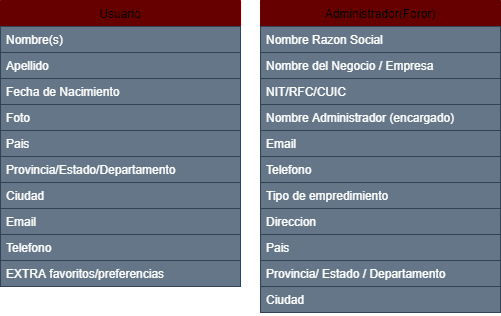 Usuario
Nombre(s)
Apellido
Fecha de Nacimiento
Foto
Pais
Provincia/Estado/Departamento
Ciudad
Email
Telefono
EXTRA favoritos/preferencias
Administrador(Foror)
Nombre Razon Social
Nombre del Negocio / Empresa
NIT/RFC/CUIC
Nombre Administrador (encargado)
Email
Telefono
Tipo de empredimiento
Direccion
Pais
Provincia/ Estado / Departamento
Ciudad